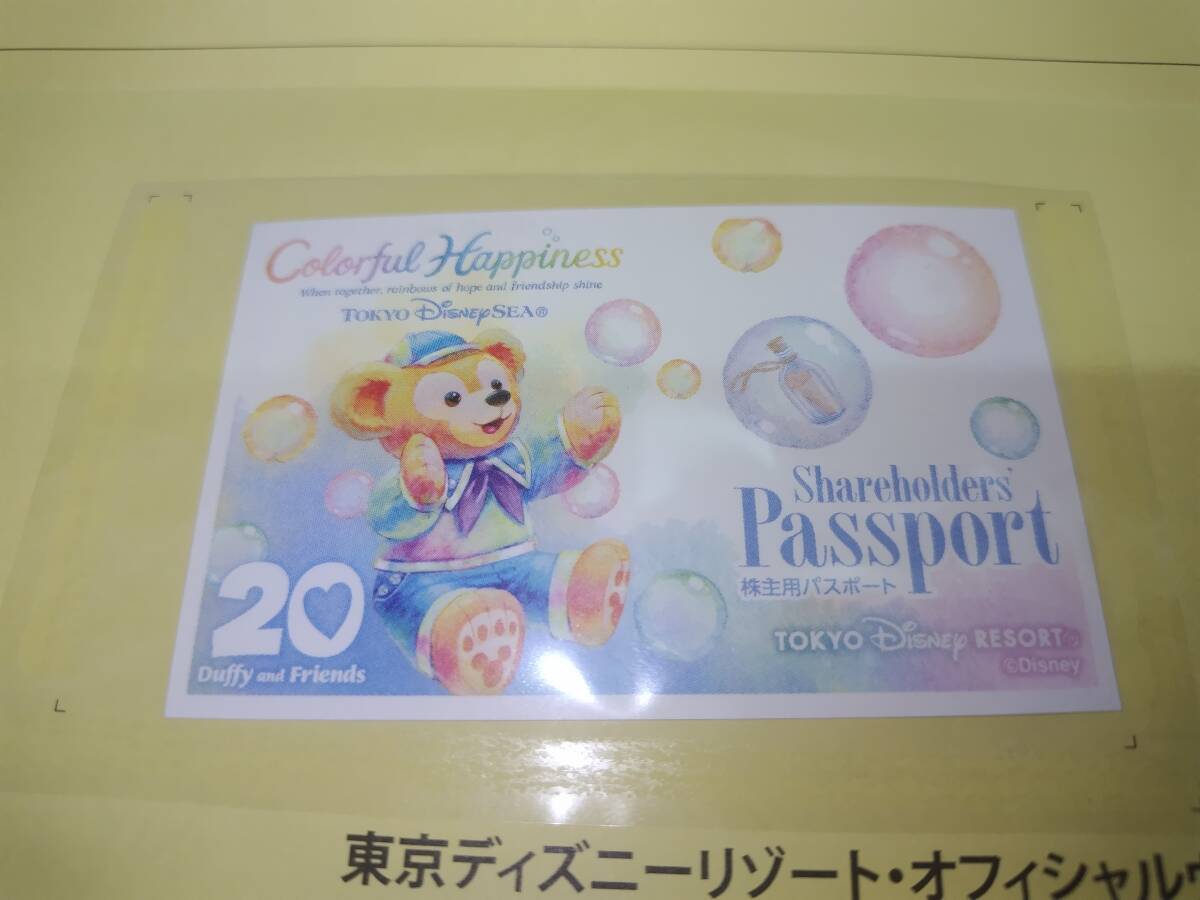 Colorful Happiness
When together, rainbows of hope and friendship shine
TOKYO DISNEY SEA®
Shareholders'
Passport
株主用パスポート
20
Duffy and Friends
TOKYO DISNEY RESORT®
©Disney
東京ディズニーリゾート・オフィシャル